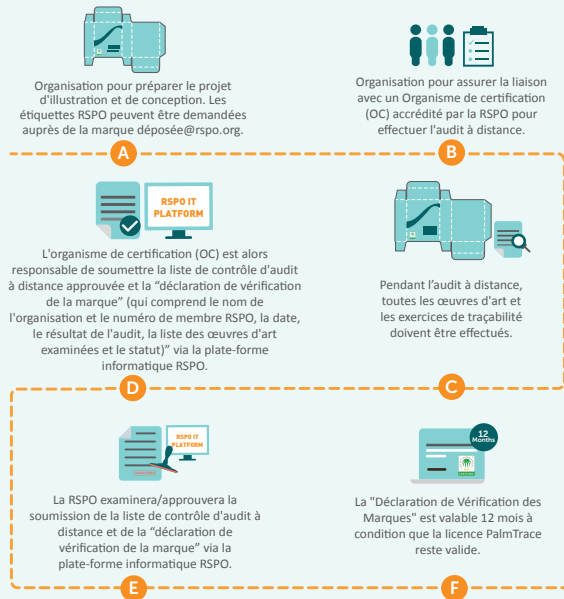 Organisation pour préparer le projet
d'illustration et de conception. Les
étiquettes RSPO peuvent être demandées
auprès de la marque déposée@rspo.org.
A
Organisation pour assurer la liaison
avec un Organisme de certification
(OC) accrédité par la RSPO pour
effectuer l'audit à distance.
B
Pendant l’audit à distance,
toutes les œuvres d'art et
les exercices de traçabilité
doivent être effectués.
C
RSPO IT
PLATFORM
L'organisme de certification (OC) est alors
responsable de soumettre la liste de contrôle d'audit
à distance approuvée et la “déclaration de vérification
de la marque” (qui comprend le nom de
l'organisation et le numéro de membre RSPO, la date,
le résultat de l'audit, la liste des œuvres d'art
examinées et le statut)” via la plate-forme
informatique RSPO.
D
RSPO IT
PLATFORM
La RSPO examinera/approuvera la
soumission de la liste de contrôle d'audit à
distance et de la “déclaration de
vérification de la marque” via la
plate-forme informatique RSPO.
E
12
Months
La "Déclaration de Vérification des
Marques" est valable 12 mois à
condition que la licence PalmTrace
reste valide.
F